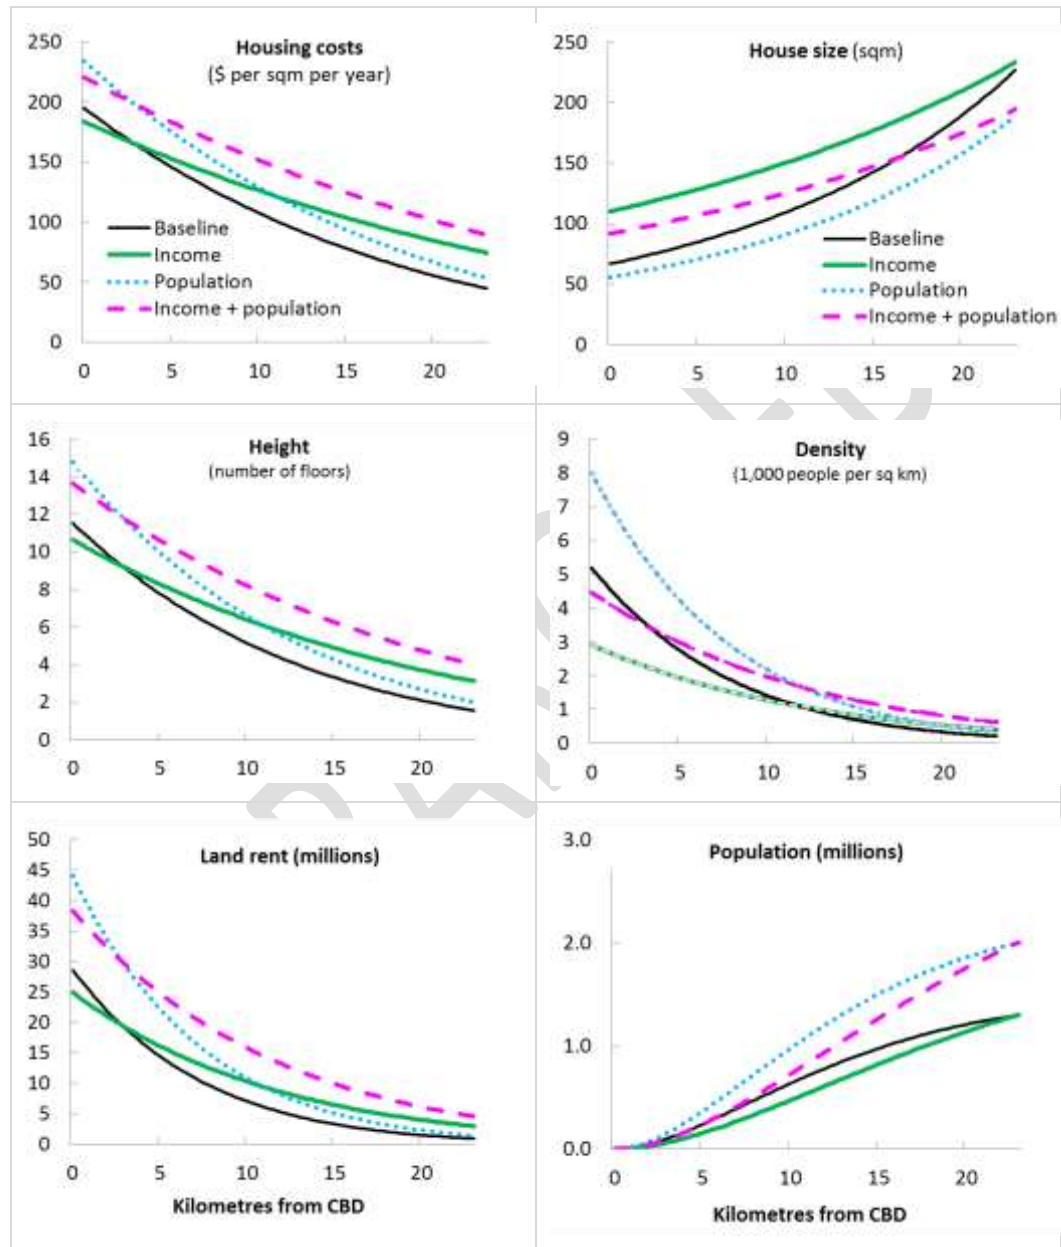 Housing costs
($ per sqm per year)
250
200
150
100
50
0
Baseline
Income
Population
Income + population
0 5 10 15 20
House size (sqm)
250
200
150
100
50
0
Baseline
Income
Population
Income + population
0 5 10 15 20
Height
(number of floors)
16
14
12
10
8
6
4
2
0
0 5 10 15 20
Density
(1,000 people per sq km)
9
8
7
6
5
4
3
2
1
0
0 5 10 15 20
Land rent (millions)
50
45
40
35
30
25
20
15
10
5
0
0 5 10 15 20
Kilometres from CBD
Population (millions)
3.0
2.0
1.0
0.0
0 5 10 15 20
Kilometres from CBD